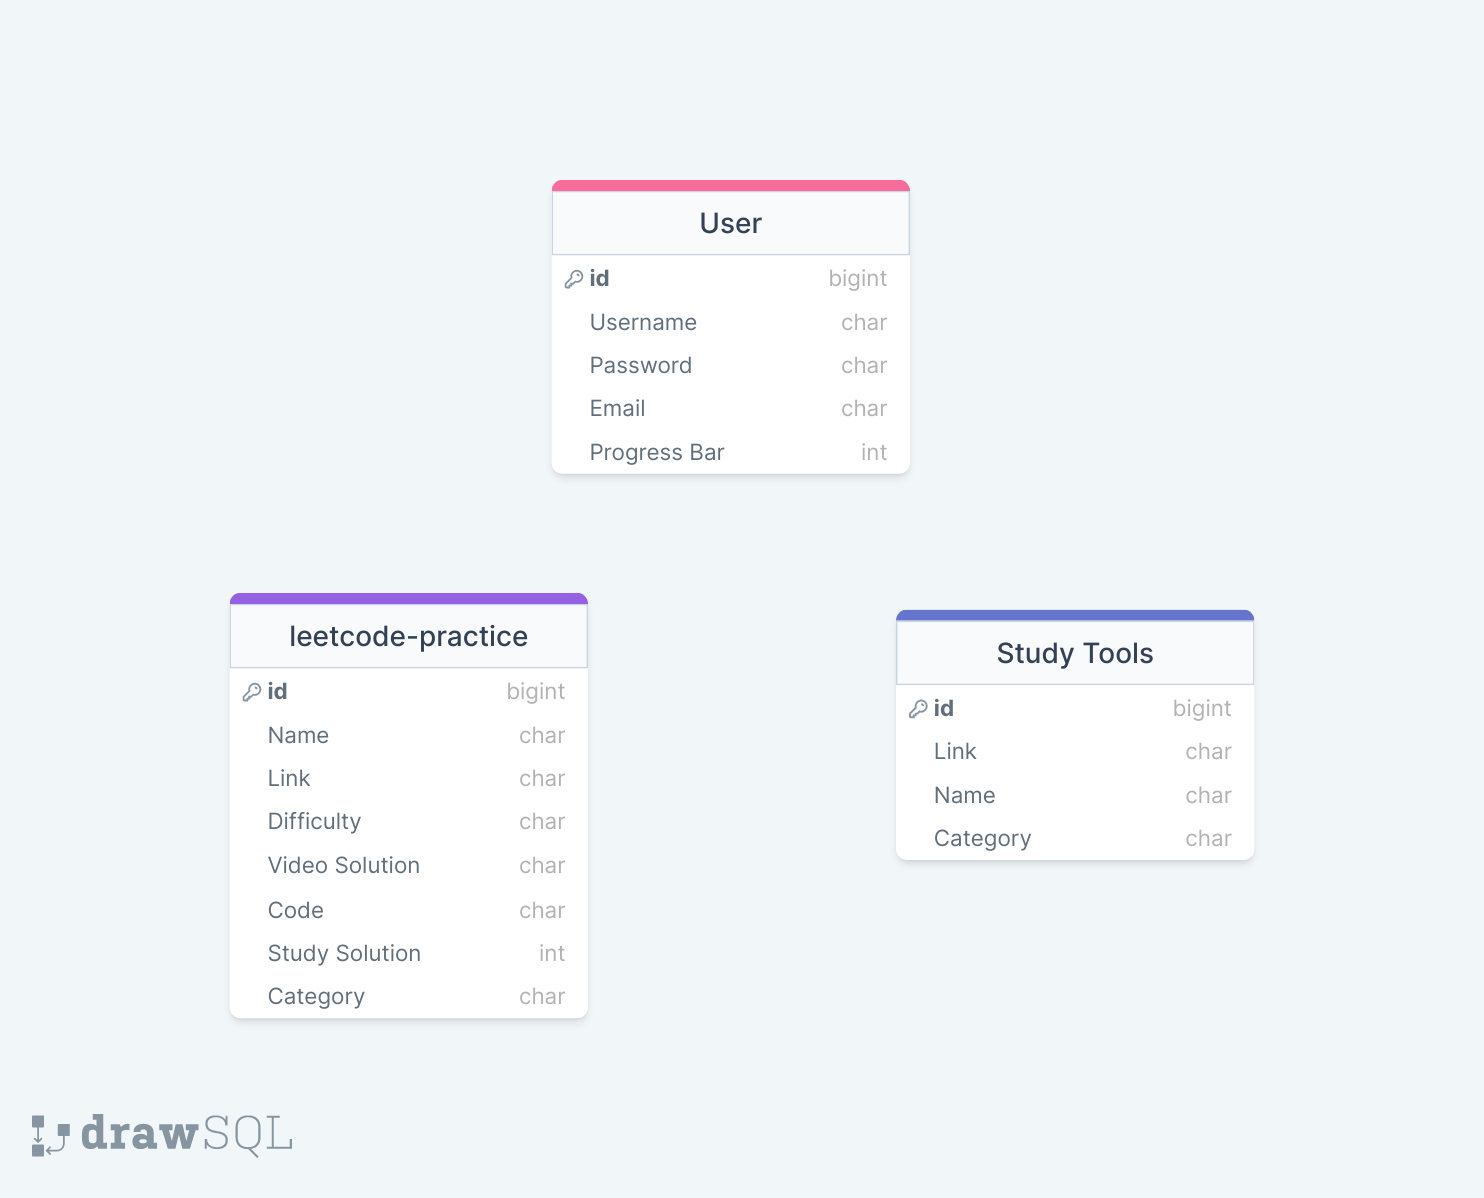 User
id bigint
Username char
Password char
Email char
Progress Bar int
leetcode-practice
id bigint
Name char
Link char
Difficulty char
Video Solution char
Code char
Study Solution int
Category char
Study Tools
id bigint
Link char
Name char
Category char
drawSQL